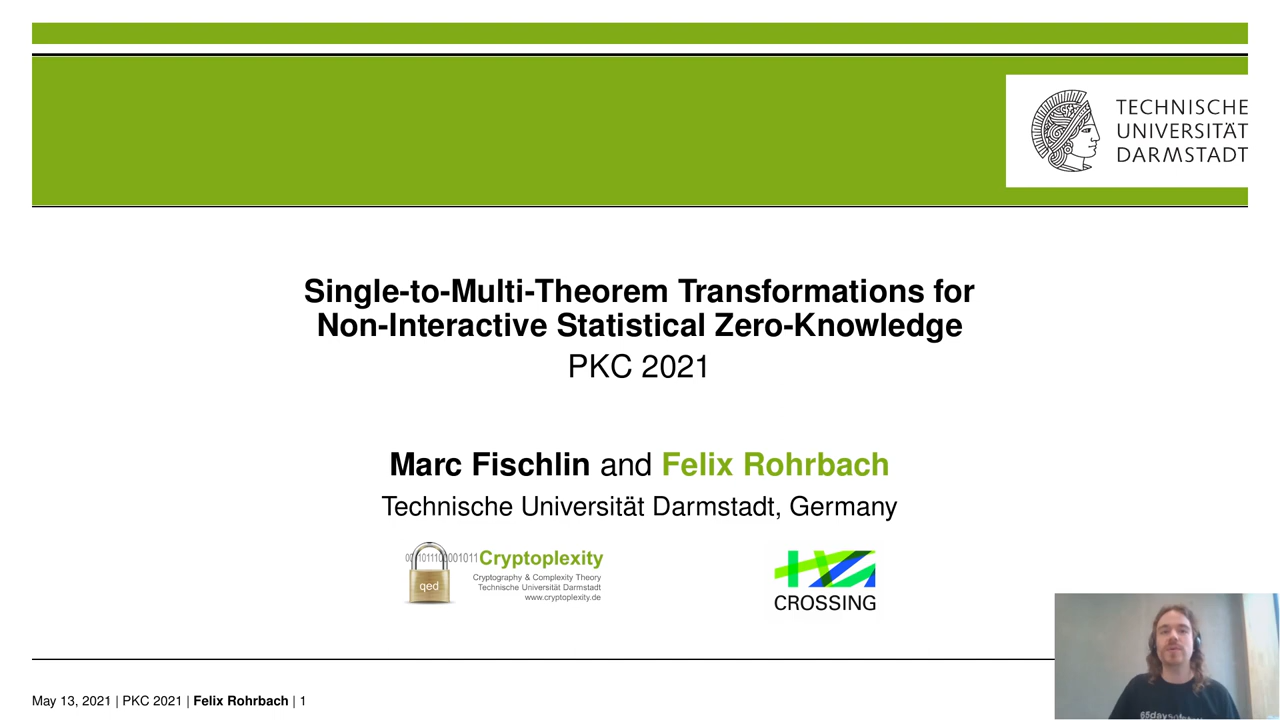 TECHNISCHE
UNIVERSITÄT
DARMSTADT
Single-to-Multi-Theorem Transformations for
Non-Interactive Statistical Zero-Knowledge
PKC 2021
Marc Fischlin and Felix Rohrbach
Technische Universität Darmstadt, Germany
Cryptoplexity
qed
Cryptography & Complexity Theory
Technische Universität Darmstadt
www.cryptoplexity.de
CROSSING
May 13, 2021 | PKC 2021 | Felix Rohrbach | 1